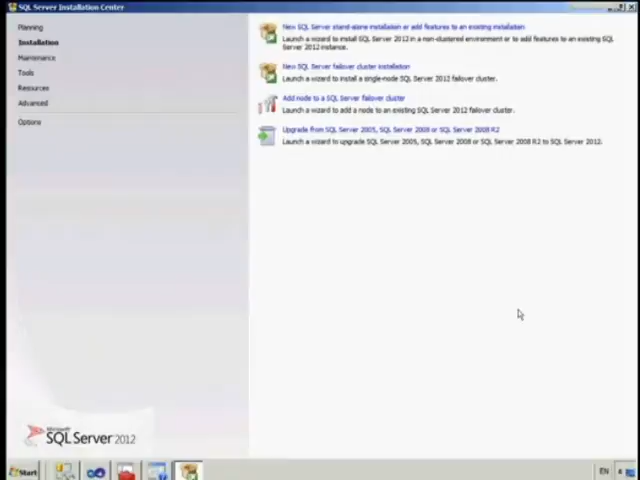 SQL Server Installation Center
Planning
Installation
Maintenance
Tools
Resources
Advanced
Options
New SQL Server stand-alone installation or add features to an existing installation
Launch a wizard to install SQL Server 2012 in a non-clustered environment or to add features to an existing SQL Server 2012 instance.
New SQL Server failover cluster installation
Launch a wizard to install a single-node SQL Server 2012 failover cluster.
Add node to a SQL Server failover cluster
Launch a wizard to add a node to an existing SQL Server 2012 failover cluster.
Upgrade from SQL Server 2005, SQL Server 2008 or SQL Server 2008 R2
Launch a wizard to upgrade SQL Server 2005, SQL Server 2008 or SQL Server 2008 R2 to SQL Server 2012.
Microsoft
SQL Server 2012
Start
EN